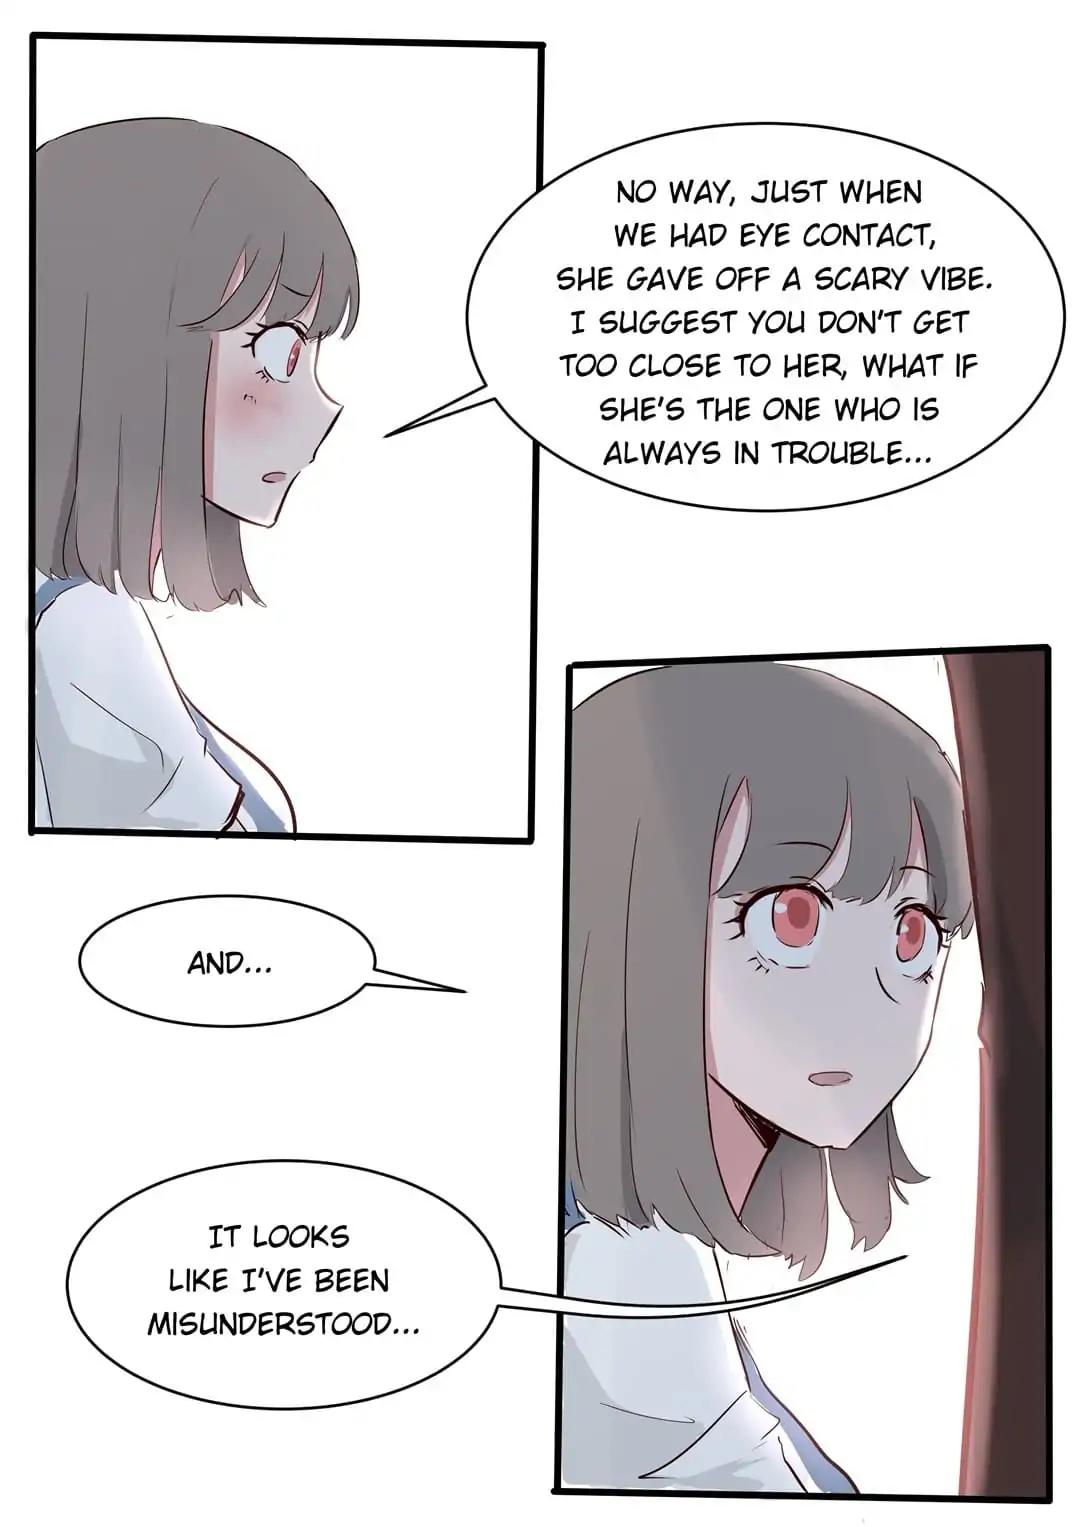 NO WAY, JUST WHEN
WE HAD EYE CONTACT,
SHE GAVE OFF A SCARY VIBE.
I SUGGEST YOU DON'T GET
TOO CLOSE TO HER, WHAT IF
SHE'S THE ONE WHO IS
ALWAYS IN TROUBLE...
AND...
IT LOOKS
LIKE I'VE BEEN
MISUNDERSTOOD...